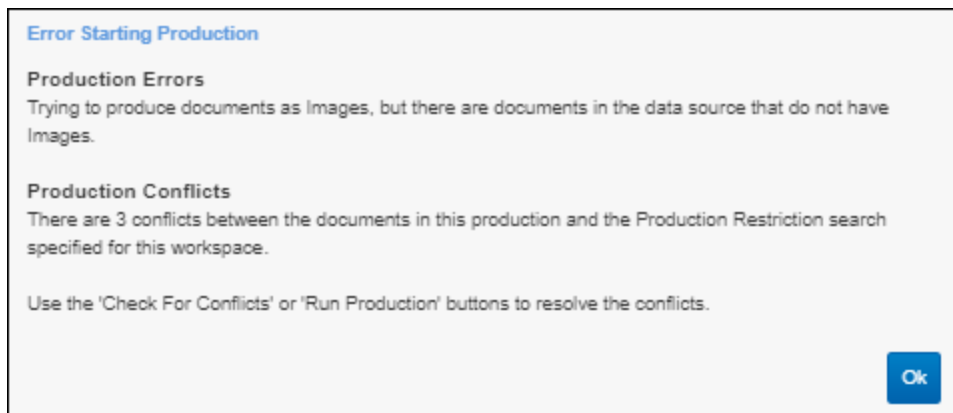 Error Starting Production
Production Errors
Trying to produce documents as Images, but there are documents in the data source that do not have
Images.
Production Conflicts
There are 3 conflicts between the documents in this production and the Production Restriction search
specified for this workspace.
Use the 'Check For Conflicts' or 'Run Production' buttons to resolve the conflicts.
Ok